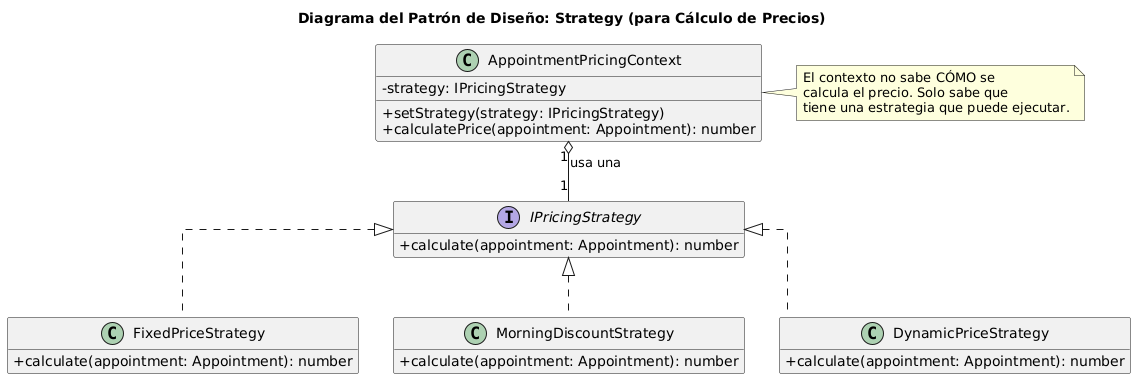 Diagrama del Patrón de Diseño: Strategy (para Cálculo de Precios)
C AppointmentPricingContext
-strategy: IPricingStrategy
+setStrategy(strategy: IPricingStrategy)
+calculatePrice(appointment: Appointment): number
El contexto no sabe CÓMO se
calcula el precio. Solo sabe que
tiene una estrategia que puede ejecutar.
1
usa una
1
I IPricingStrategy
+calculate(appointment: Appointment): number
C FixedPriceStrategy
+calculate(appointment: Appointment): number
C MorningDiscountStrategy
+calculate(appointment: Appointment): number
C DynamicPriceStrategy
+calculate(appointment: Appointment): number